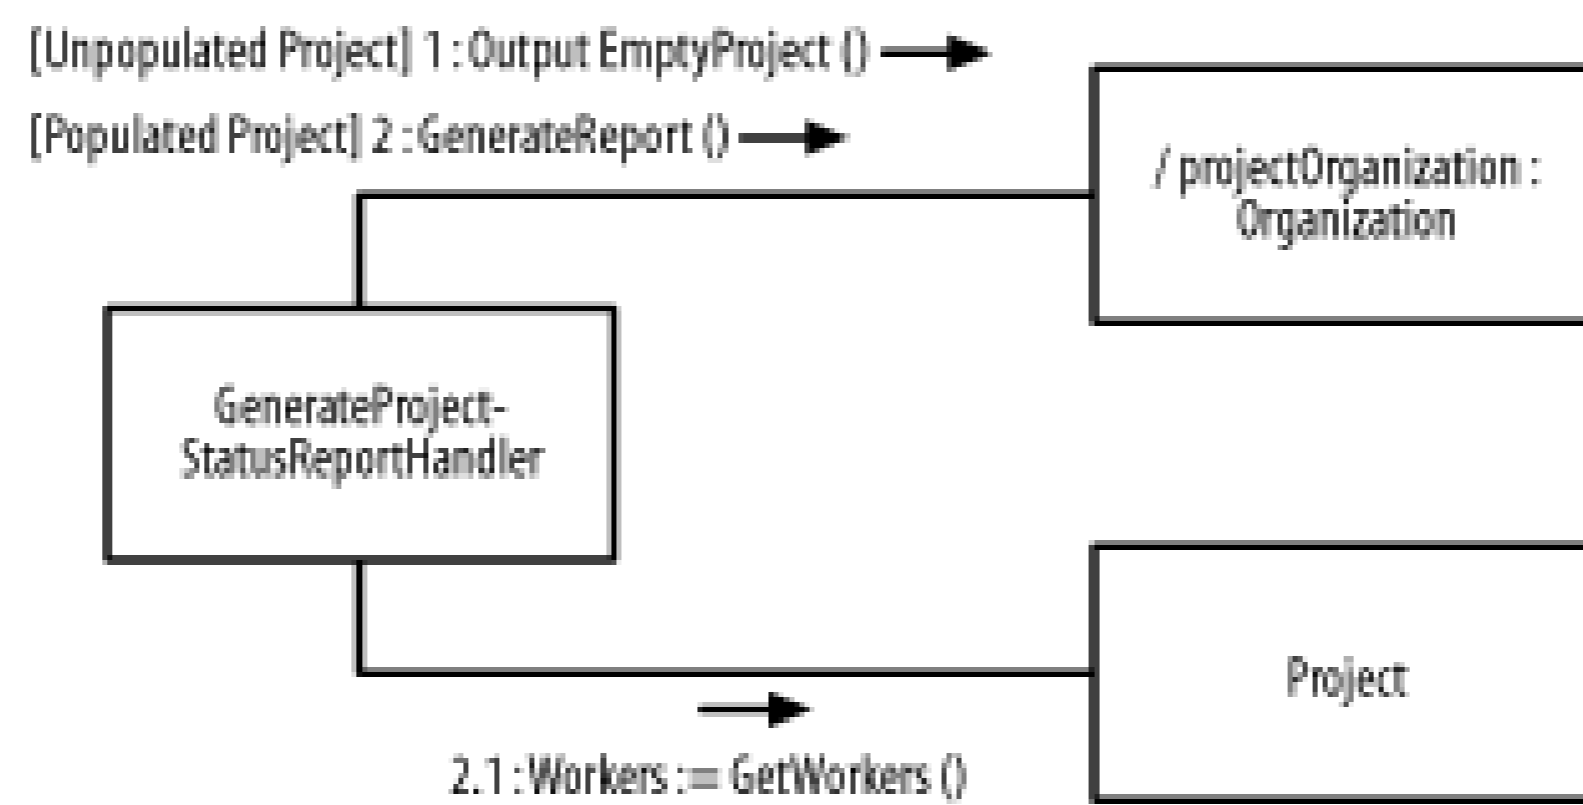 [Unpopulated Project] 1 : Output EmptyProject ()
[Populated Project] 2 : GenerateReport ()
/ projectOrganization :
Organization
GenerateProject-
StatusReportHandler
Project
2.1 : Workers := GetWorkers ()